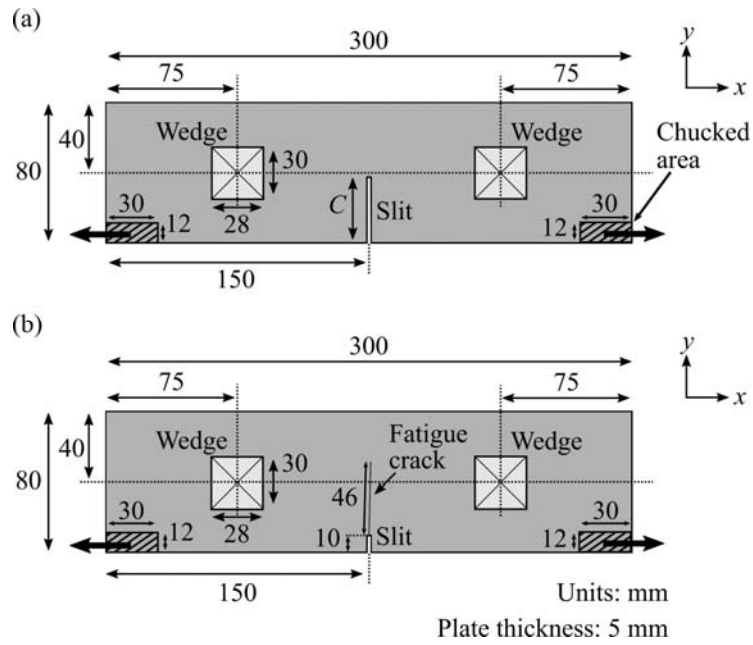 (a)
300
75
75
y
x
40
80
Wedge
Wedge
30
28
C
Slit
Chucked
area
30
12
30
12
150
(b)
300
75
75
y
x
40
80
Wedge
Wedge
Fatigue
crack
30
28
46
10
Slit
30
12
30
12
150
Units: mm
Plate thickness: 5 mm